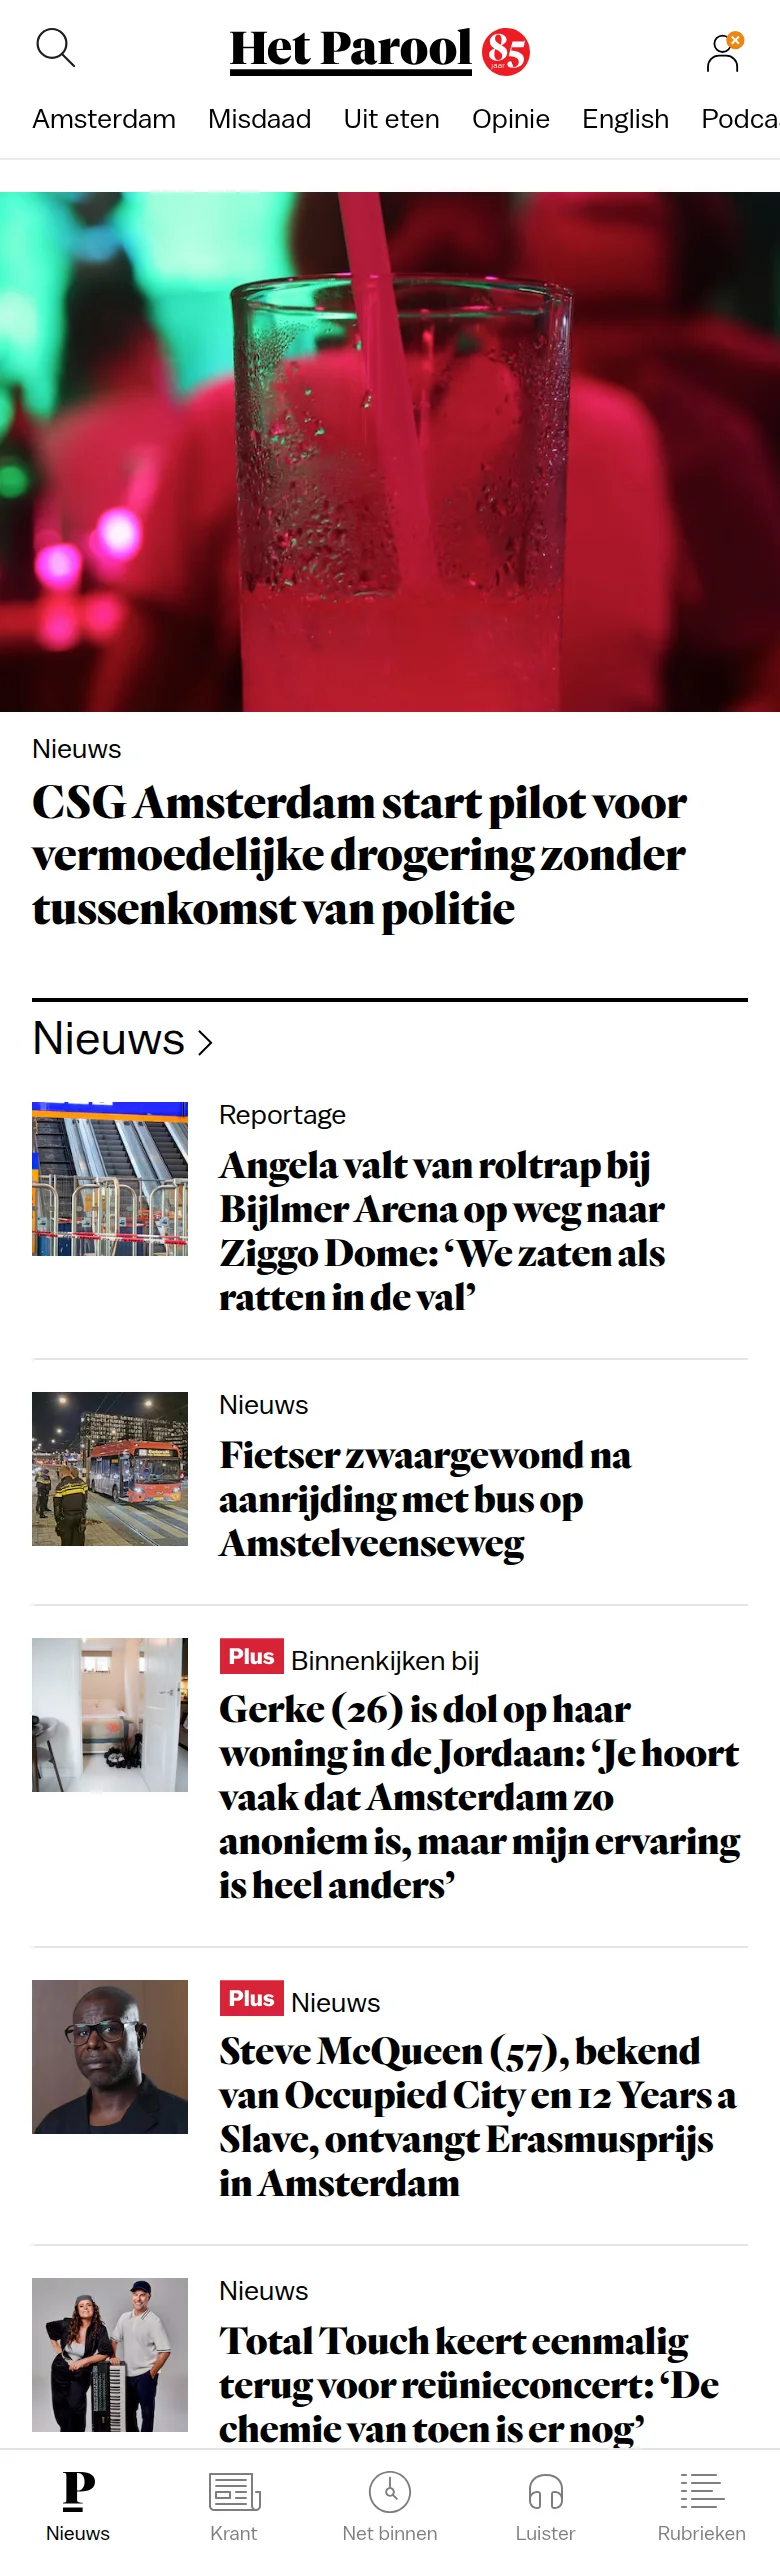 Het Parool 85
jaar
Amsterdam Misdaad Uit eten Opinie English Podca
Nieuws
CSG Amsterdam start pilot voor
vermoedelijke drogering zonder
tussenkomst van politie
Nieuws
Reportage
Angela valt van roltrap bij
Bijlmer Arena op weg naar
Ziggo Dome: ‘We zaten als
ratten in de val’
Nieuws
Fietser zwaargewond na
aanrijding met bus op
Amstelveenseweg
Plus Binnenkijken bij
Gerke (26) is dol op haar
woning in de Jordaan: ‘Je hoort
vaak dat Amsterdam zo
anoniem is, maar mijn ervaring
is heel anders’
Plus Nieuws
Steve McQueen (57), bekend
van Occupied City en 12 Years a
Slave, ontvangt Erasmusprijs
in Amsterdam
Nieuws
Total Touch keert eenmalig
terug voor reünieconcert: ‘De
chemie van toen is er nog’
P
Nieuws Krant Net binnen Luister Rubrieken